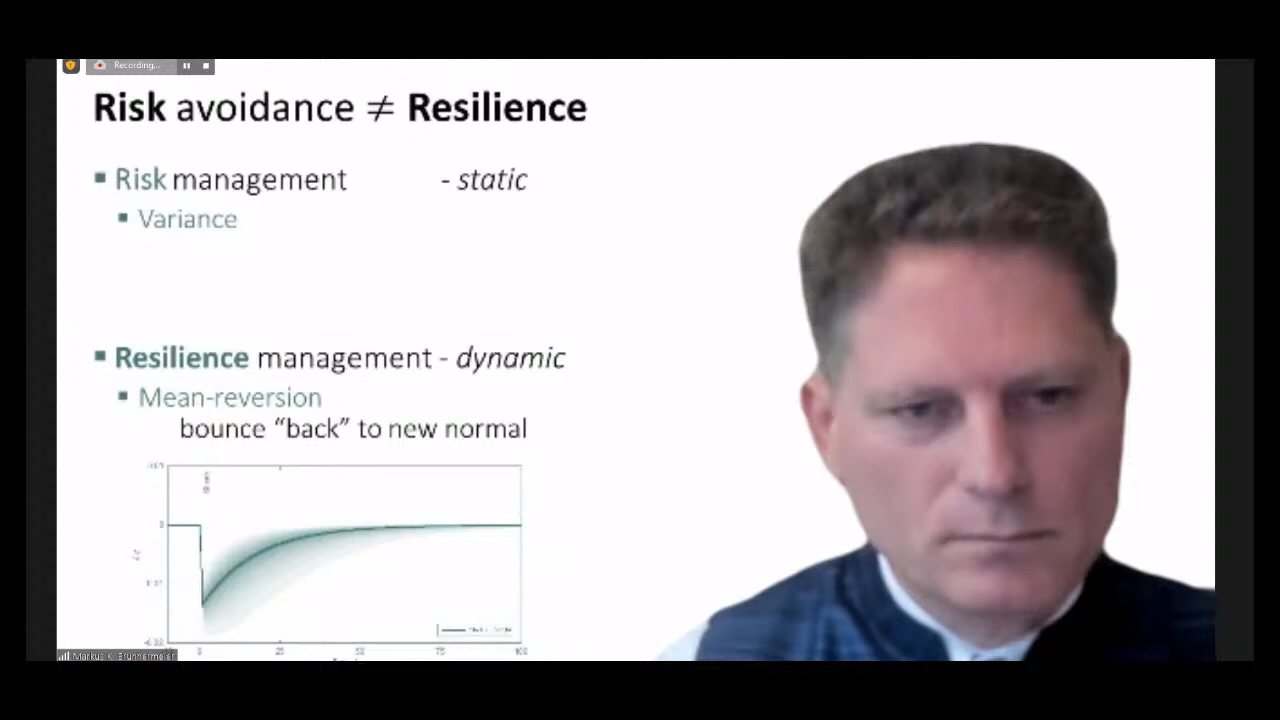 Recording...
Risk avoidance ≠ Resilience
▪ Risk management - static
▪ Variance
▪ Resilience management - dynamic
▪ Mean-reversion
bounce “back” to new normal
0
25
50
75
100
Markus K. Brunnermeier